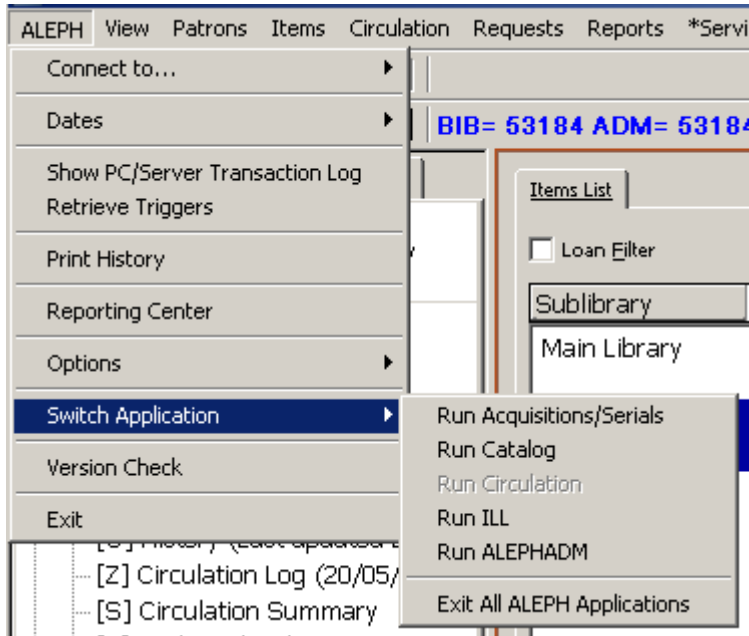 ALEPH View Patrons Items Circulation Requests Reports *Servi
Connect to...
Dates
BIB= 53184 ADM= 53184
Show PC/Server Transaction Log
Retrieve Triggers
Items List
Print History
Loan Filter
Reporting Center
Sublibrary
Main Library
Options
Switch Application
Run Acquisitions/Serials
Run Catalog
Version Check
Run Circulation
Exit
Run ILL
Run ALEPHADM
[Z] Circulation Log (20/05/
[S] Circulation Summary
Exit All ALEPH Applications